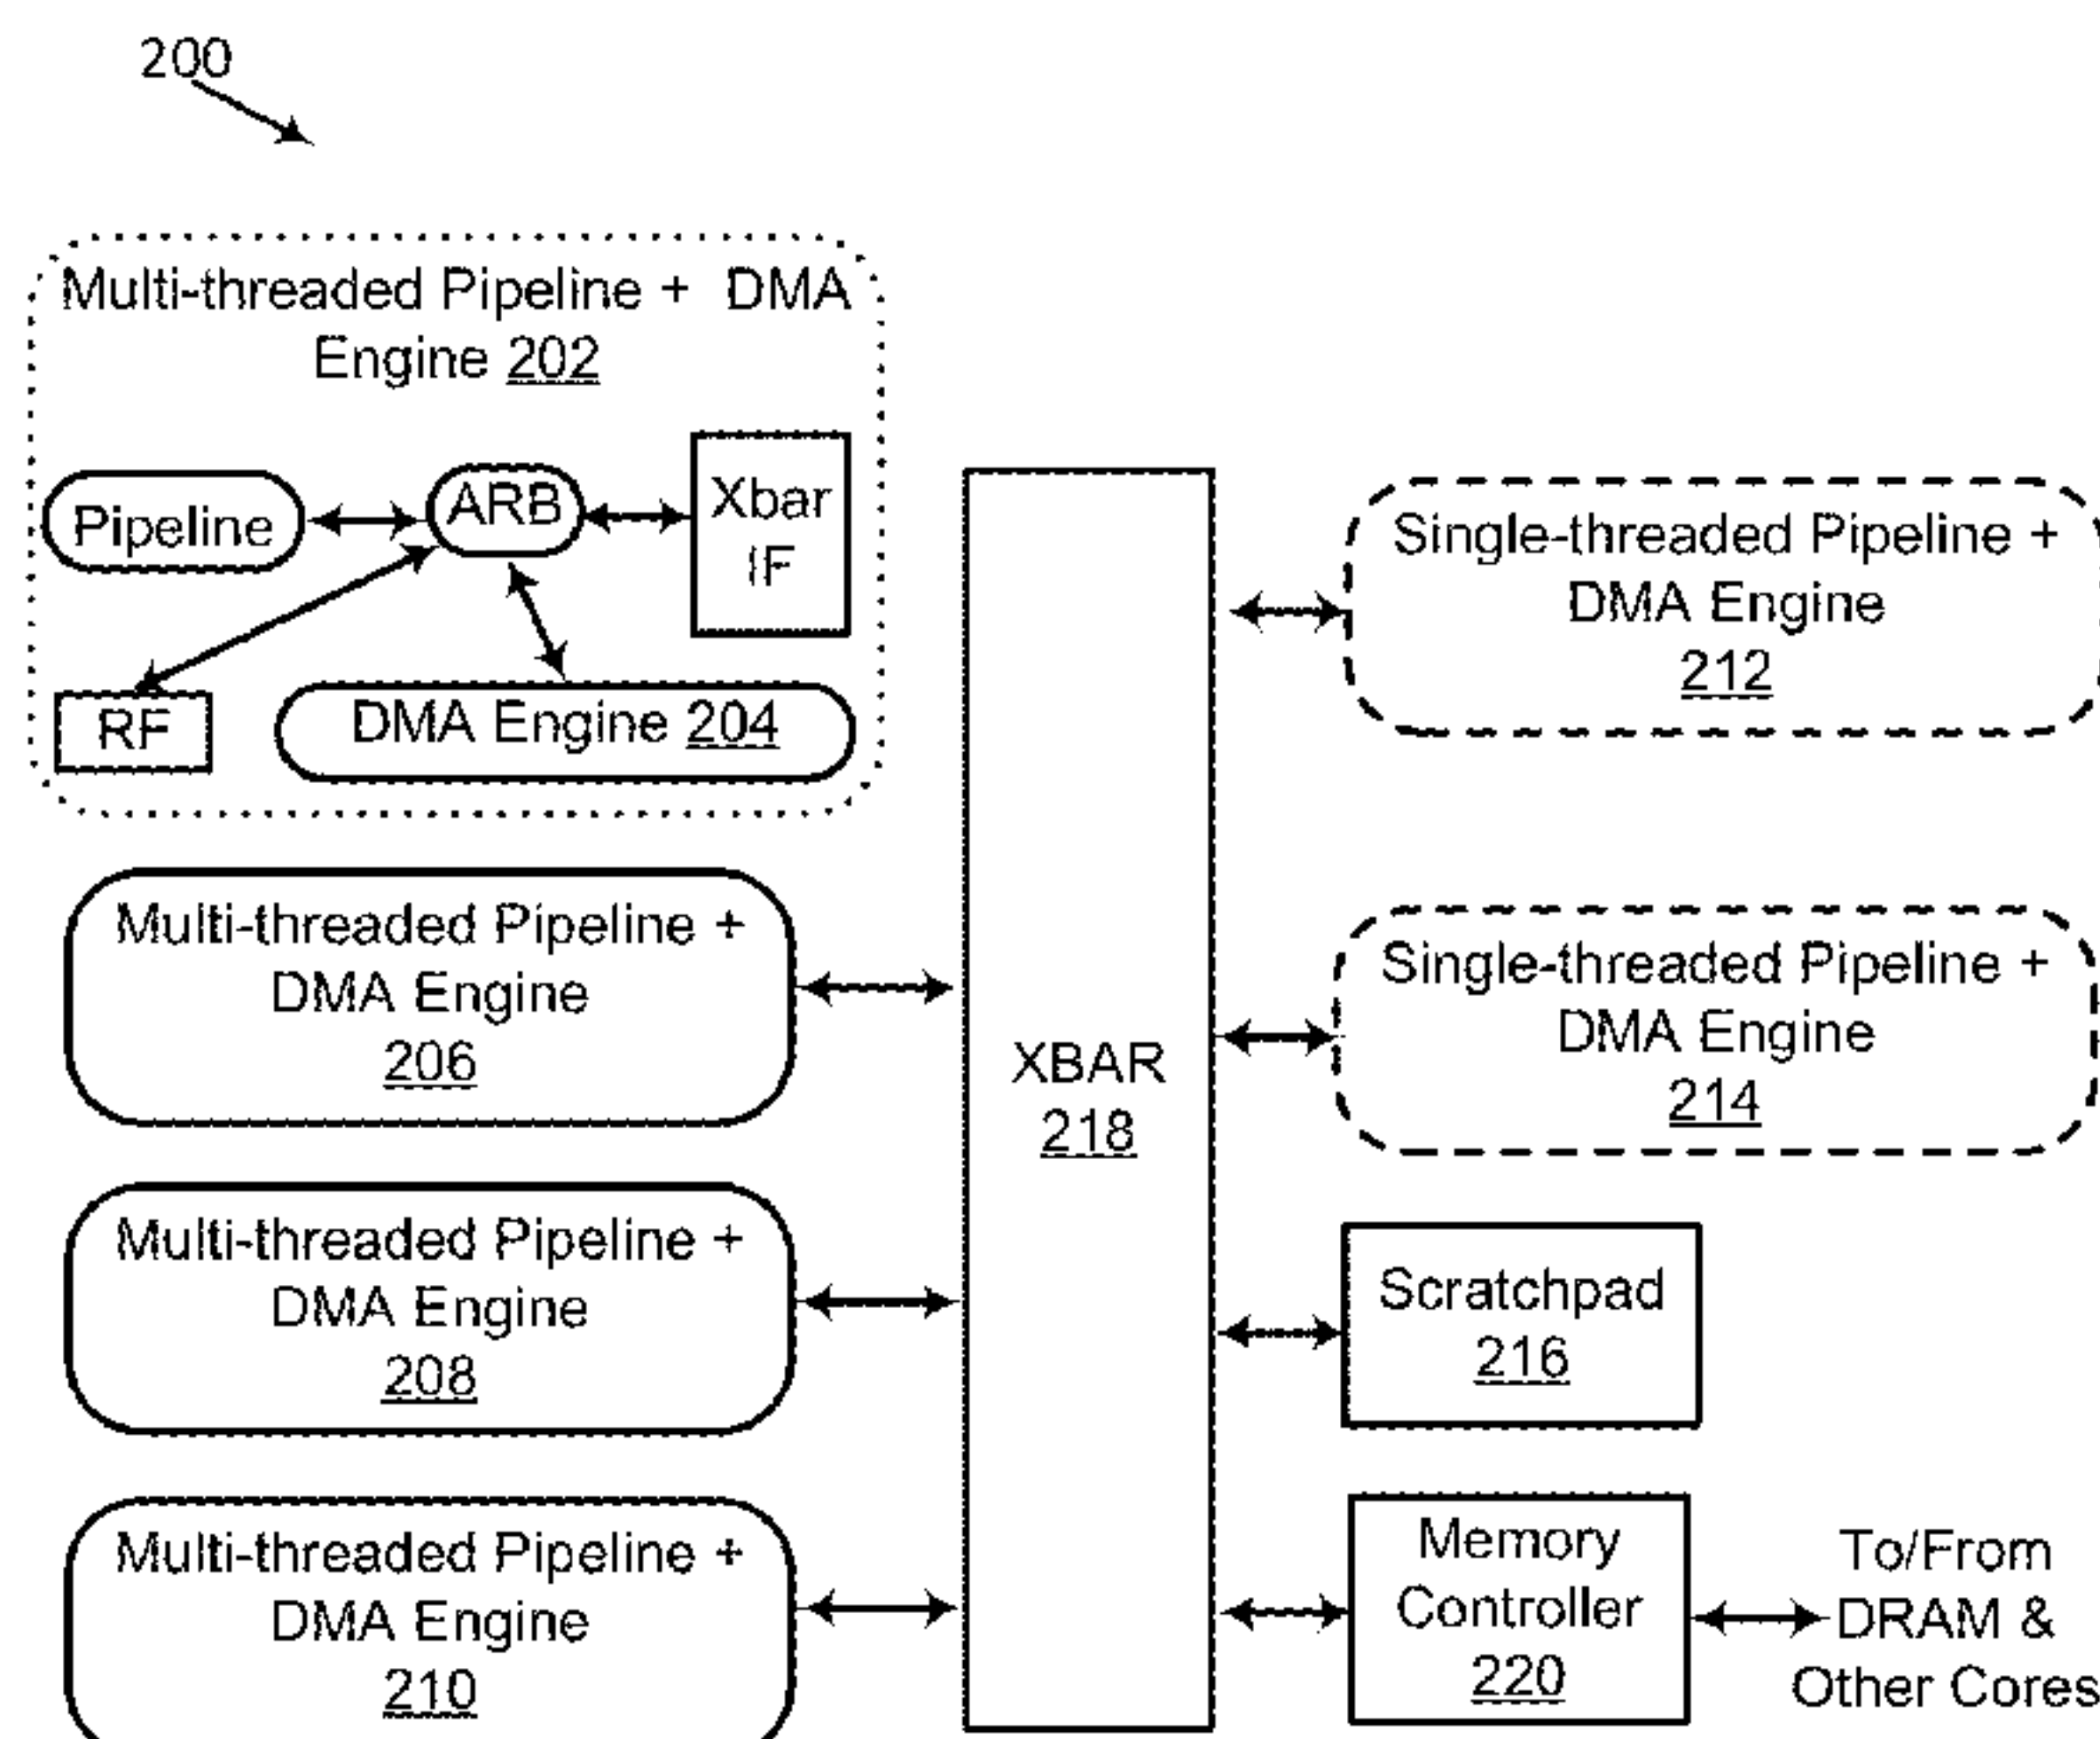 200
Multi-threaded Pipeline + DMA
Engine 202
Pipeline
ARB
Xbar
IF
RF
DMA Engine 204
Multi-threaded Pipeline +
DMA Engine
206
Multi-threaded Pipeline +
DMA Engine
208
Multi-threaded Pipeline +
DMA Engine
210
XBAR
218
Single-threaded Pipeline +
DMA Engine
212
Single-threaded Pipeline +
DMA Engine
214
Scratchpad
216
Memory
Controller
220
To/From
DRAM &
Other Cores